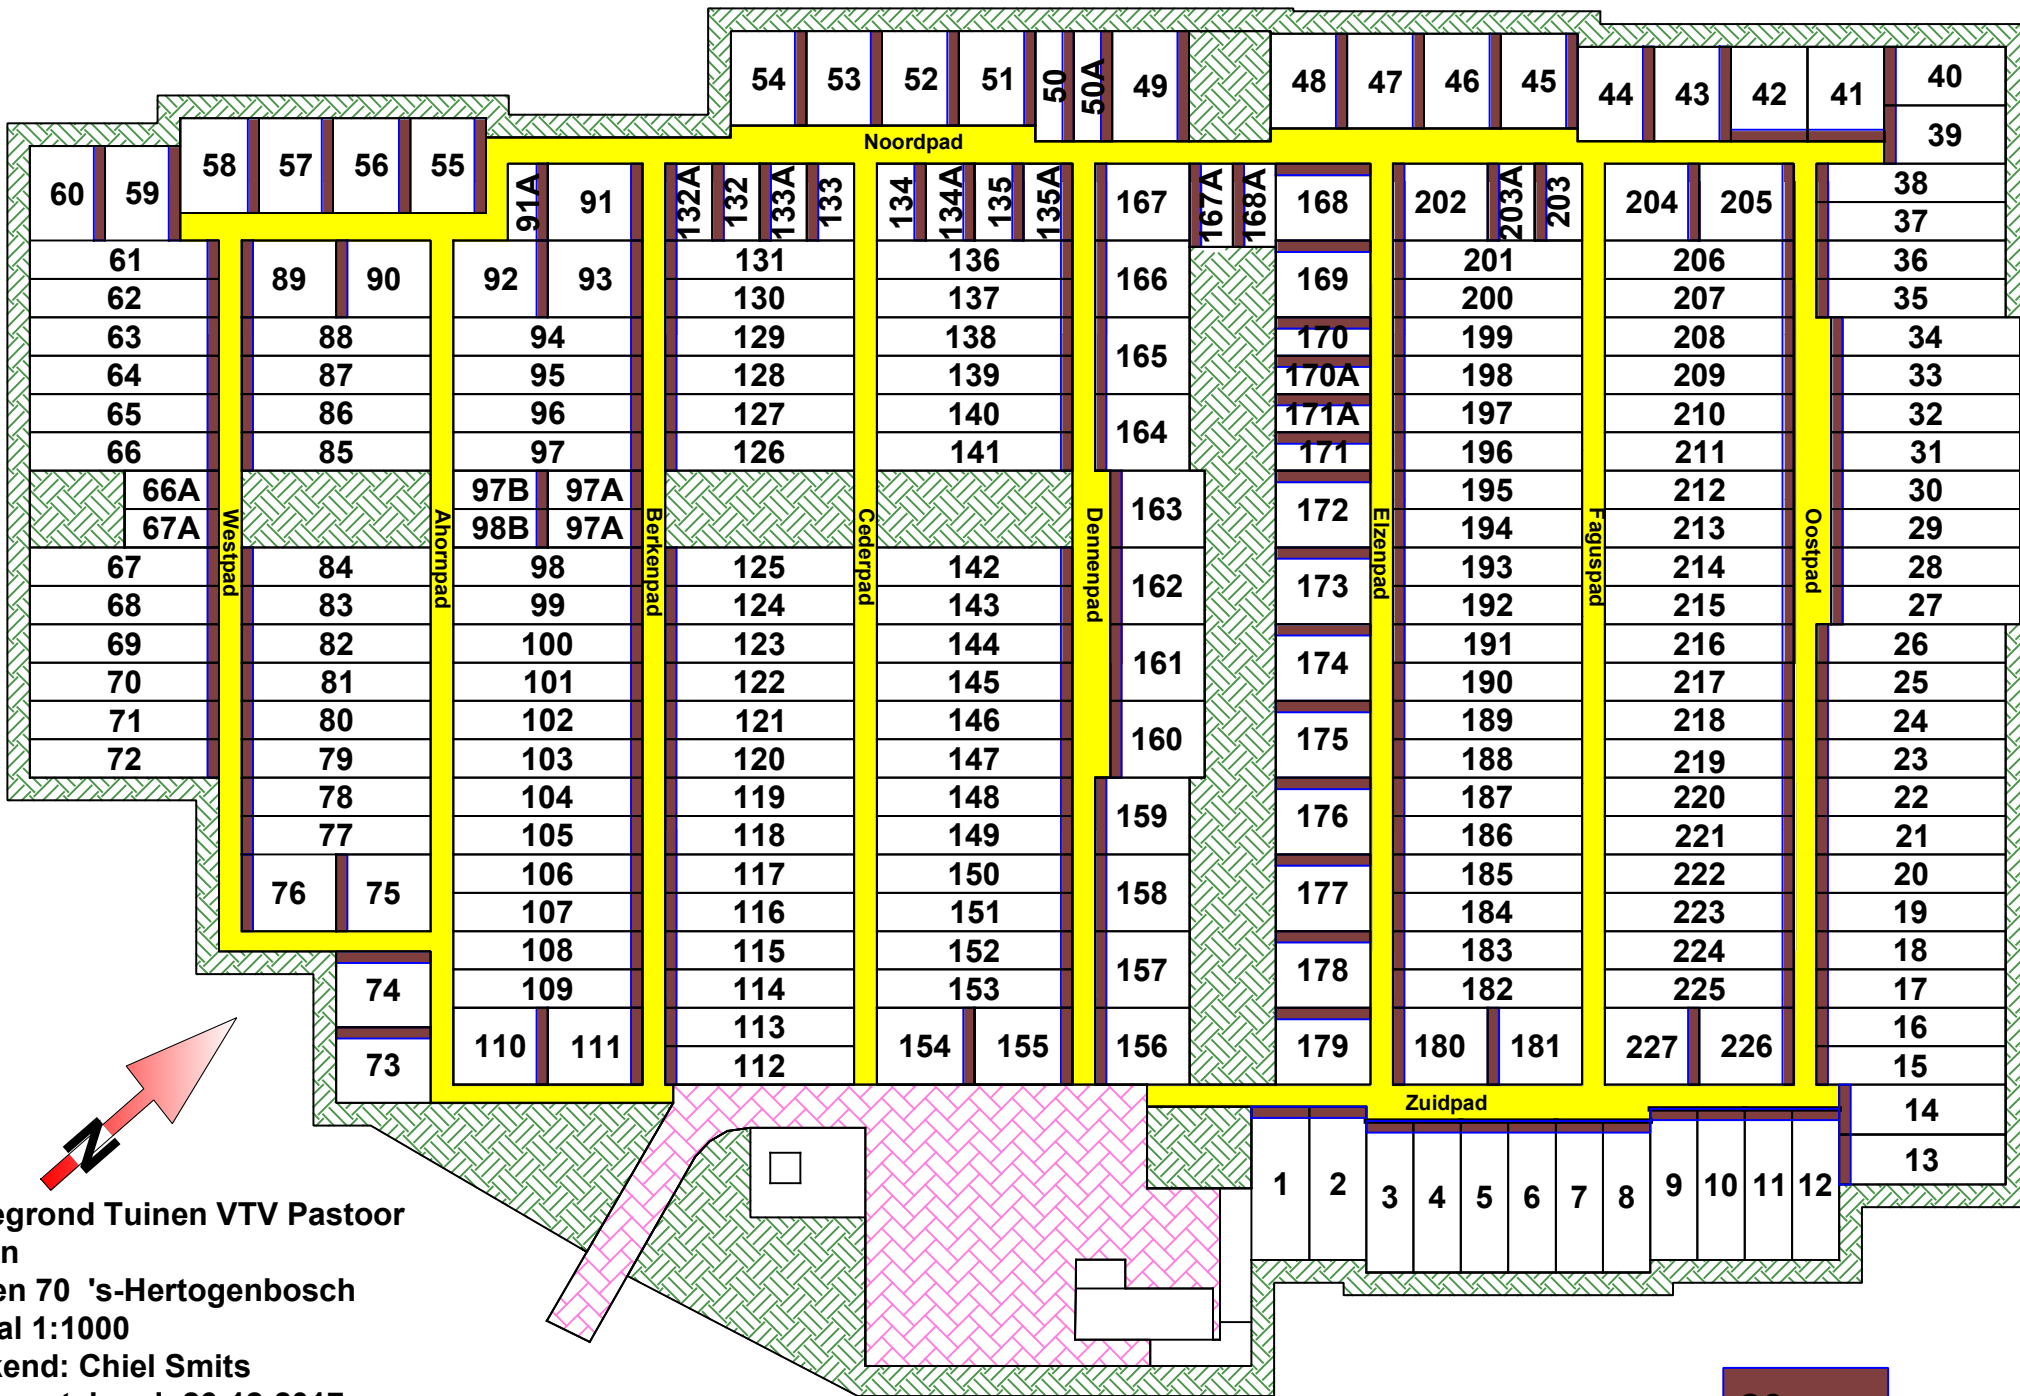 54 53 52 51 50 50A 49 48 47 46 45 44 43 42 41 40
39
Noordpad
60 59 58 57 56 55
91A 91 132A 132 133A 133 134 134A 135 135A 167 167A 168A 168 202 203A 203 204 205 38
37
61 89 90 92 93 131 136 166 169 201 206 36
62 130 137 200 207 35
63 88 94 129 138 165 170 199 208 34
64 87 95 128 139 170A 198 209 33
65 86 96 127 140 164 171A 197 210 32
66 85 97 126 141 171 196 211 31
66A 97B 97A 163 172 195 212 30
67A 98B 97A 194 213 29
Westpad Ahornpad Berkenpad Cederpad Dennenpad Elzenpad Faguspad Oostpad
67 84 98 125 142 162 173 193 214 28
68 83 99 124 143 192 215 27
69 82 100 123 144 161 174 191 216 26
70 81 101 122 145 190 217 25
71 80 102 121 146 160 175 189 218 24
72 79 103 120 147 188 219 23
78 104 119 148 159 176 187 220 22
77 105 118 149 186 221 21
76 75 106 117 150 158 177 185 222 20
107 116 151 184 223 19
74 108 115 152 157 178 183 224 18
109 114 153 182 225 17
73 110 111 113 154 155 156 179 180 181 227 226 16
112 15
Zuidpad
14
13
1 2 3 4 5 6 7 8 9 10 11 12
N
egrond Tuinen VTV Pastoor
n
en 70 's-Hertogenbosch
al 1:1000
kend: Chiel Smits